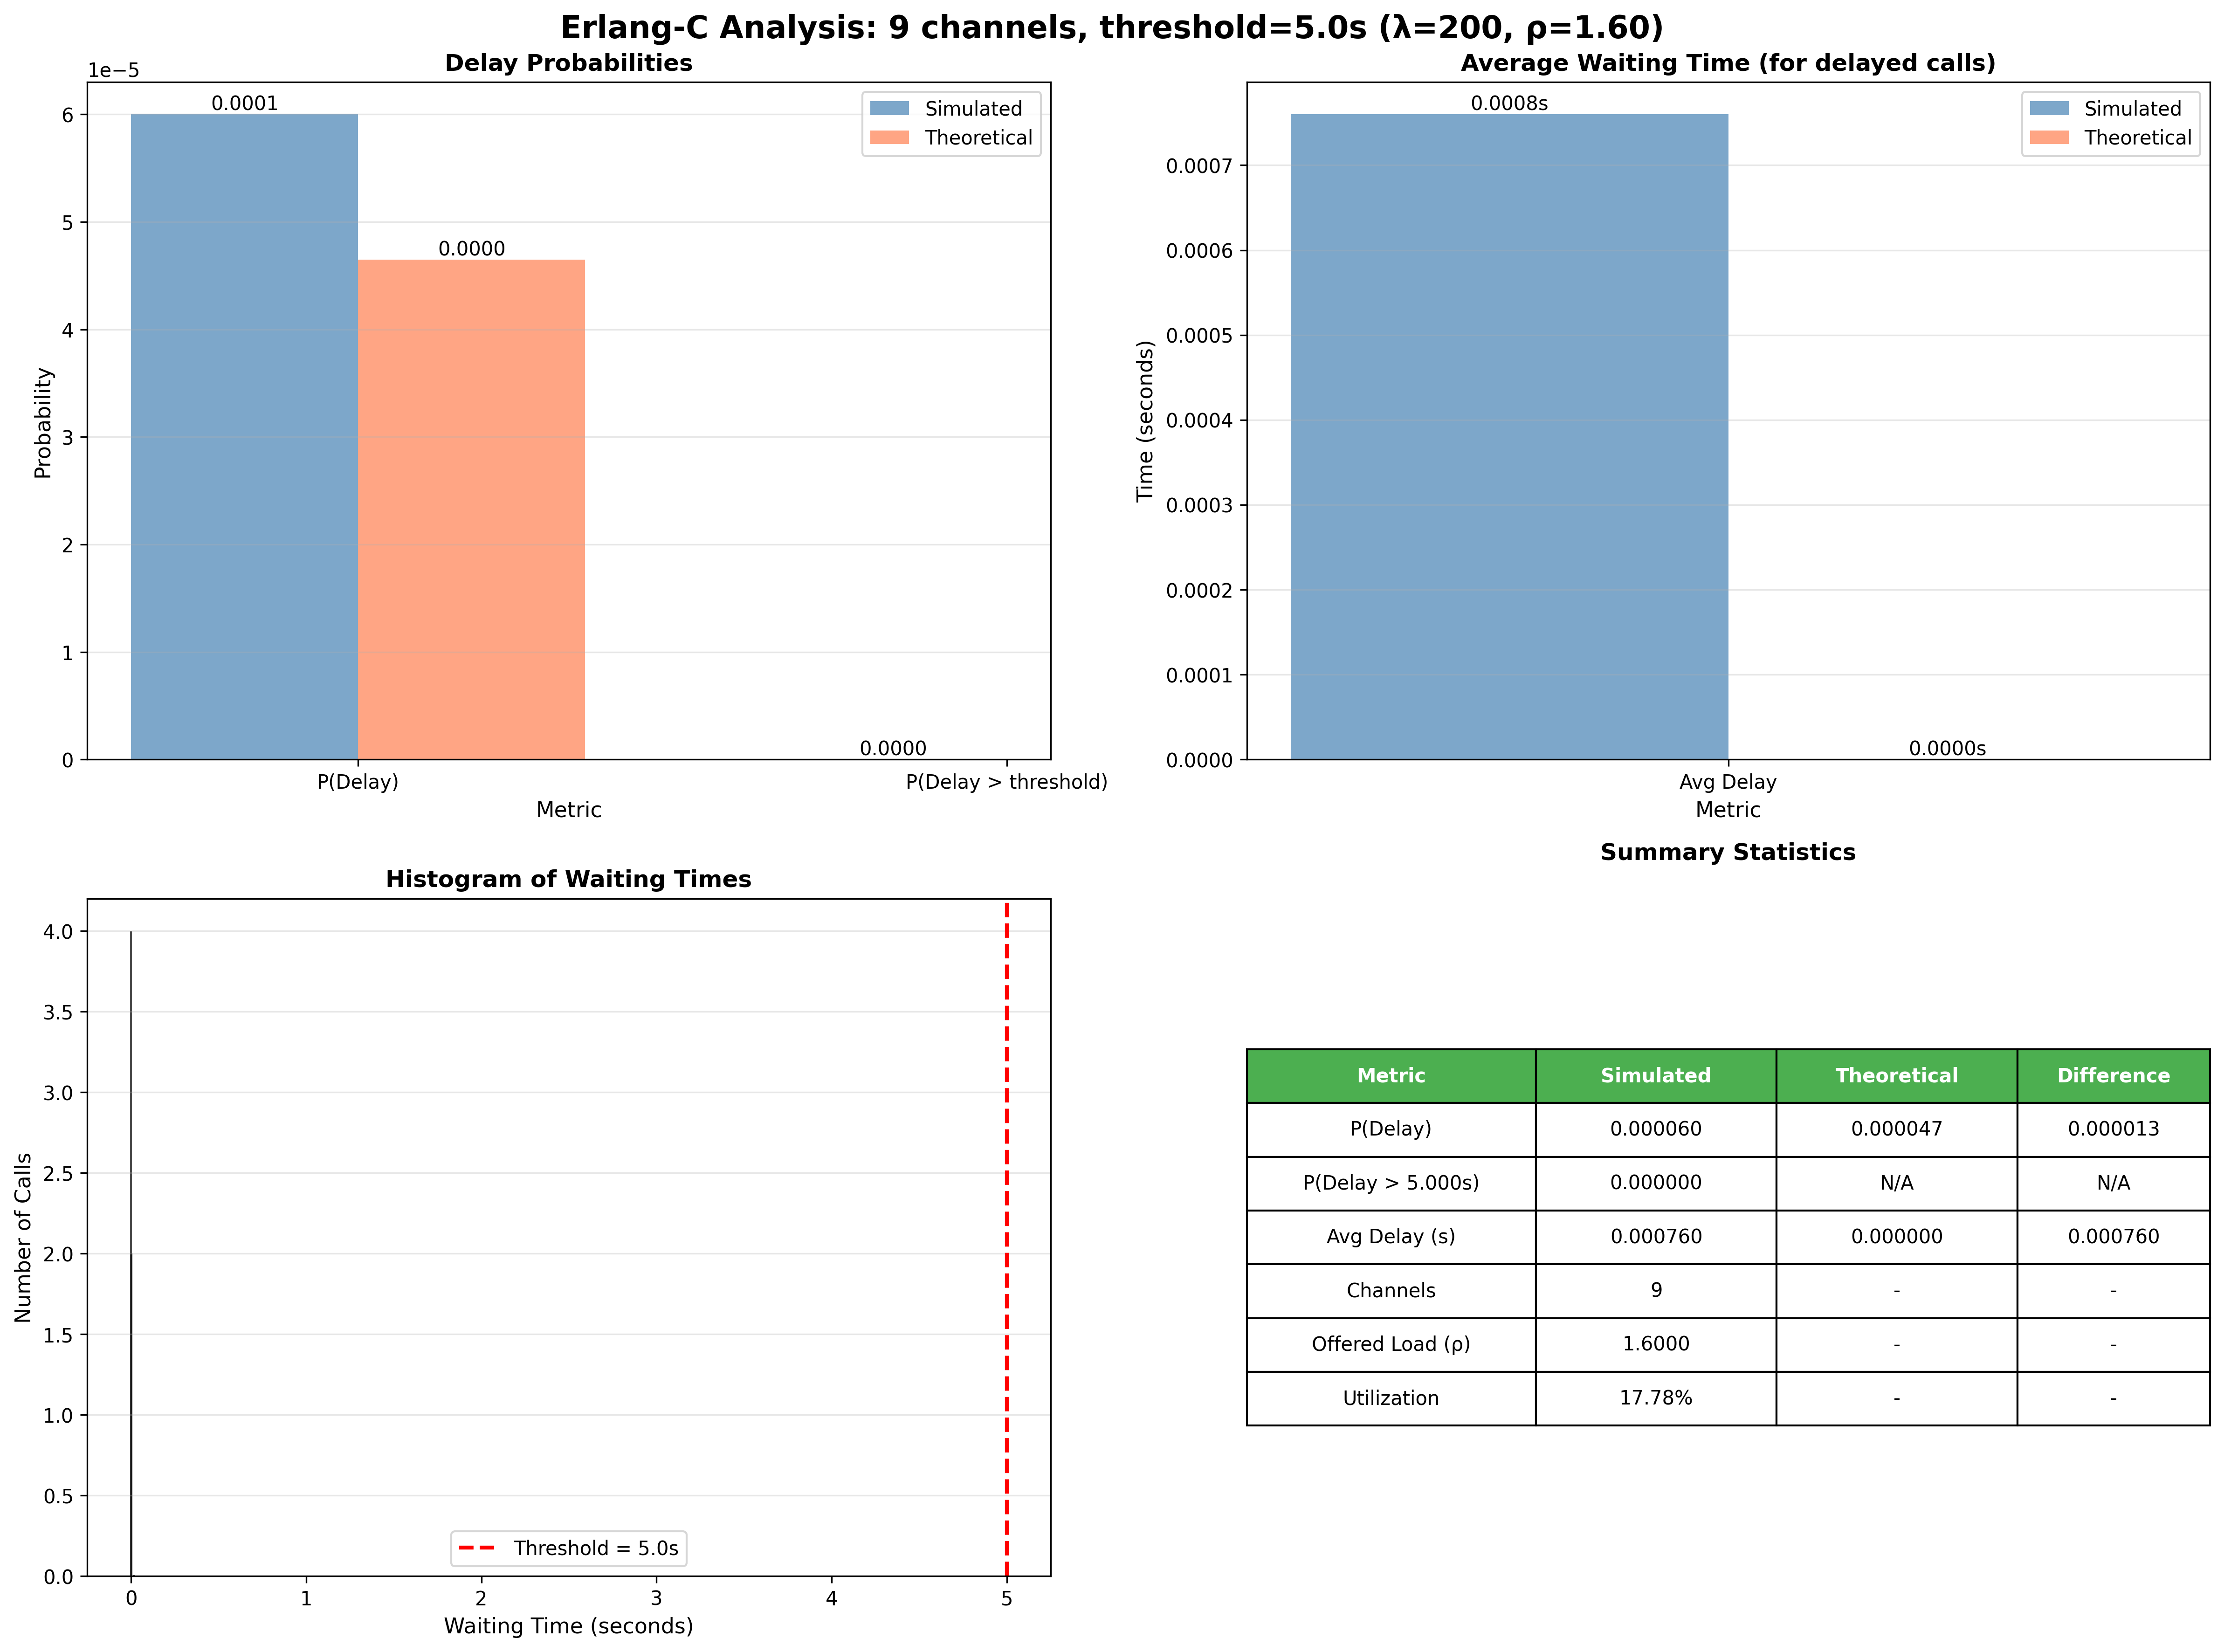 Erlang-C Analysis: 9 channels, threshold=5.0s (λ=200, ρ=1.60)
Delay Probabilities
1e−5
6
5
4
3
2
1
0
Probability
0.0001
0.0000
0.0000
Simulated
Theoretical
P(Delay)
P(Delay > threshold)
Metric
Average Waiting Time (for delayed calls)
0.0007
0.0006
0.0005
0.0004
0.0003
0.0002
0.0001
0.0000
Time (seconds)
0.0008s
0.0000s
Simulated
Theoretical
Avg Delay
Metric
Histogram of Waiting Times
4.0
3.5
3.0
2.5
2.0
1.5
1.0
0.5
0.0
Number of Calls
Threshold = 5.0s
0 1 2 3 4 5
Waiting Time (seconds)
Summary Statistics
Metric Simulated Theoretical Difference
P(Delay) 0.000060 0.000047 0.000013
P(Delay > 5.000s) 0.000000 N/A N/A
Avg Delay (s) 0.000760 0.000000 0.000760
Channels 9 - -
Offered Load (ρ) 1.6000 - -
Utilization 17.78% - -